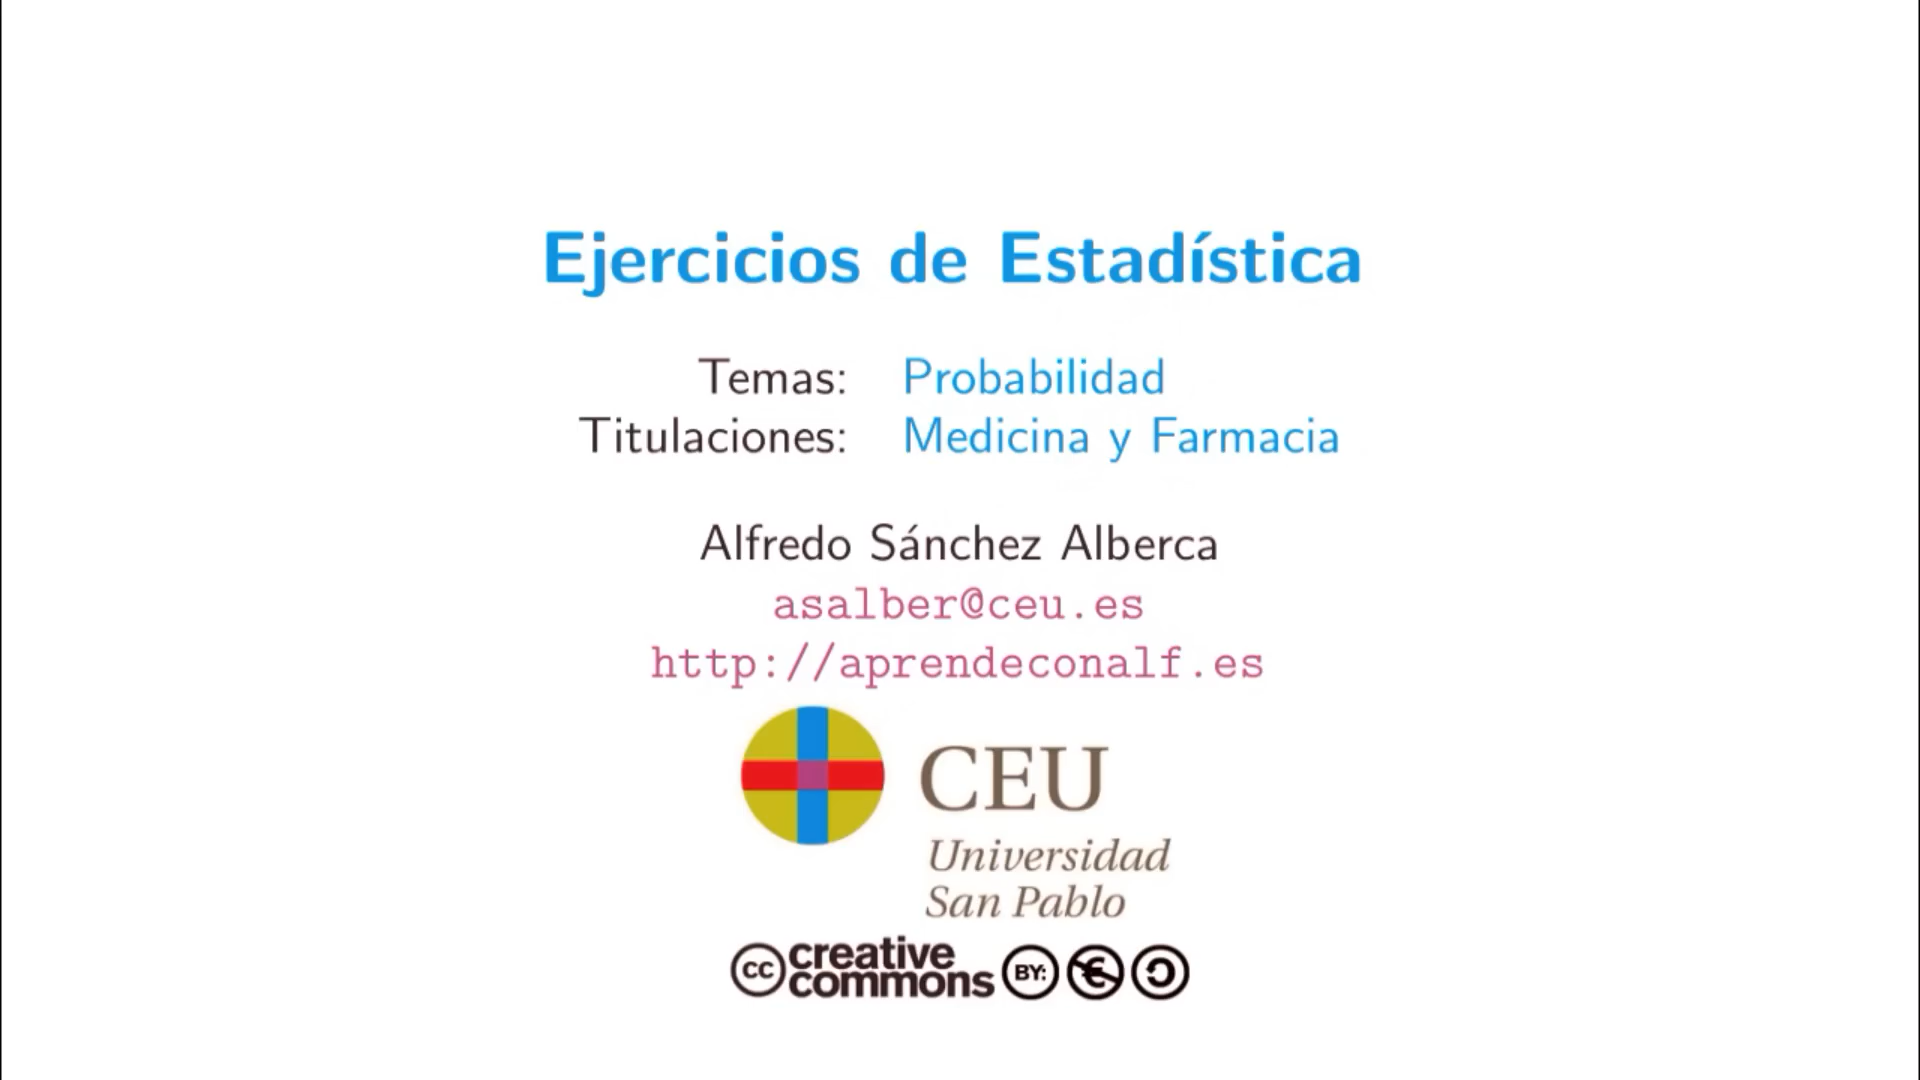 Ejercicios de Estadística
Temas: Probabilidad
Titulaciones: Medicina y Farmacia
Alfredo Sánchez Alberca
asalber@ceu.es
http://aprendeconalf.es
CEU
Universidad
San Pablo
cc creative commons BY: